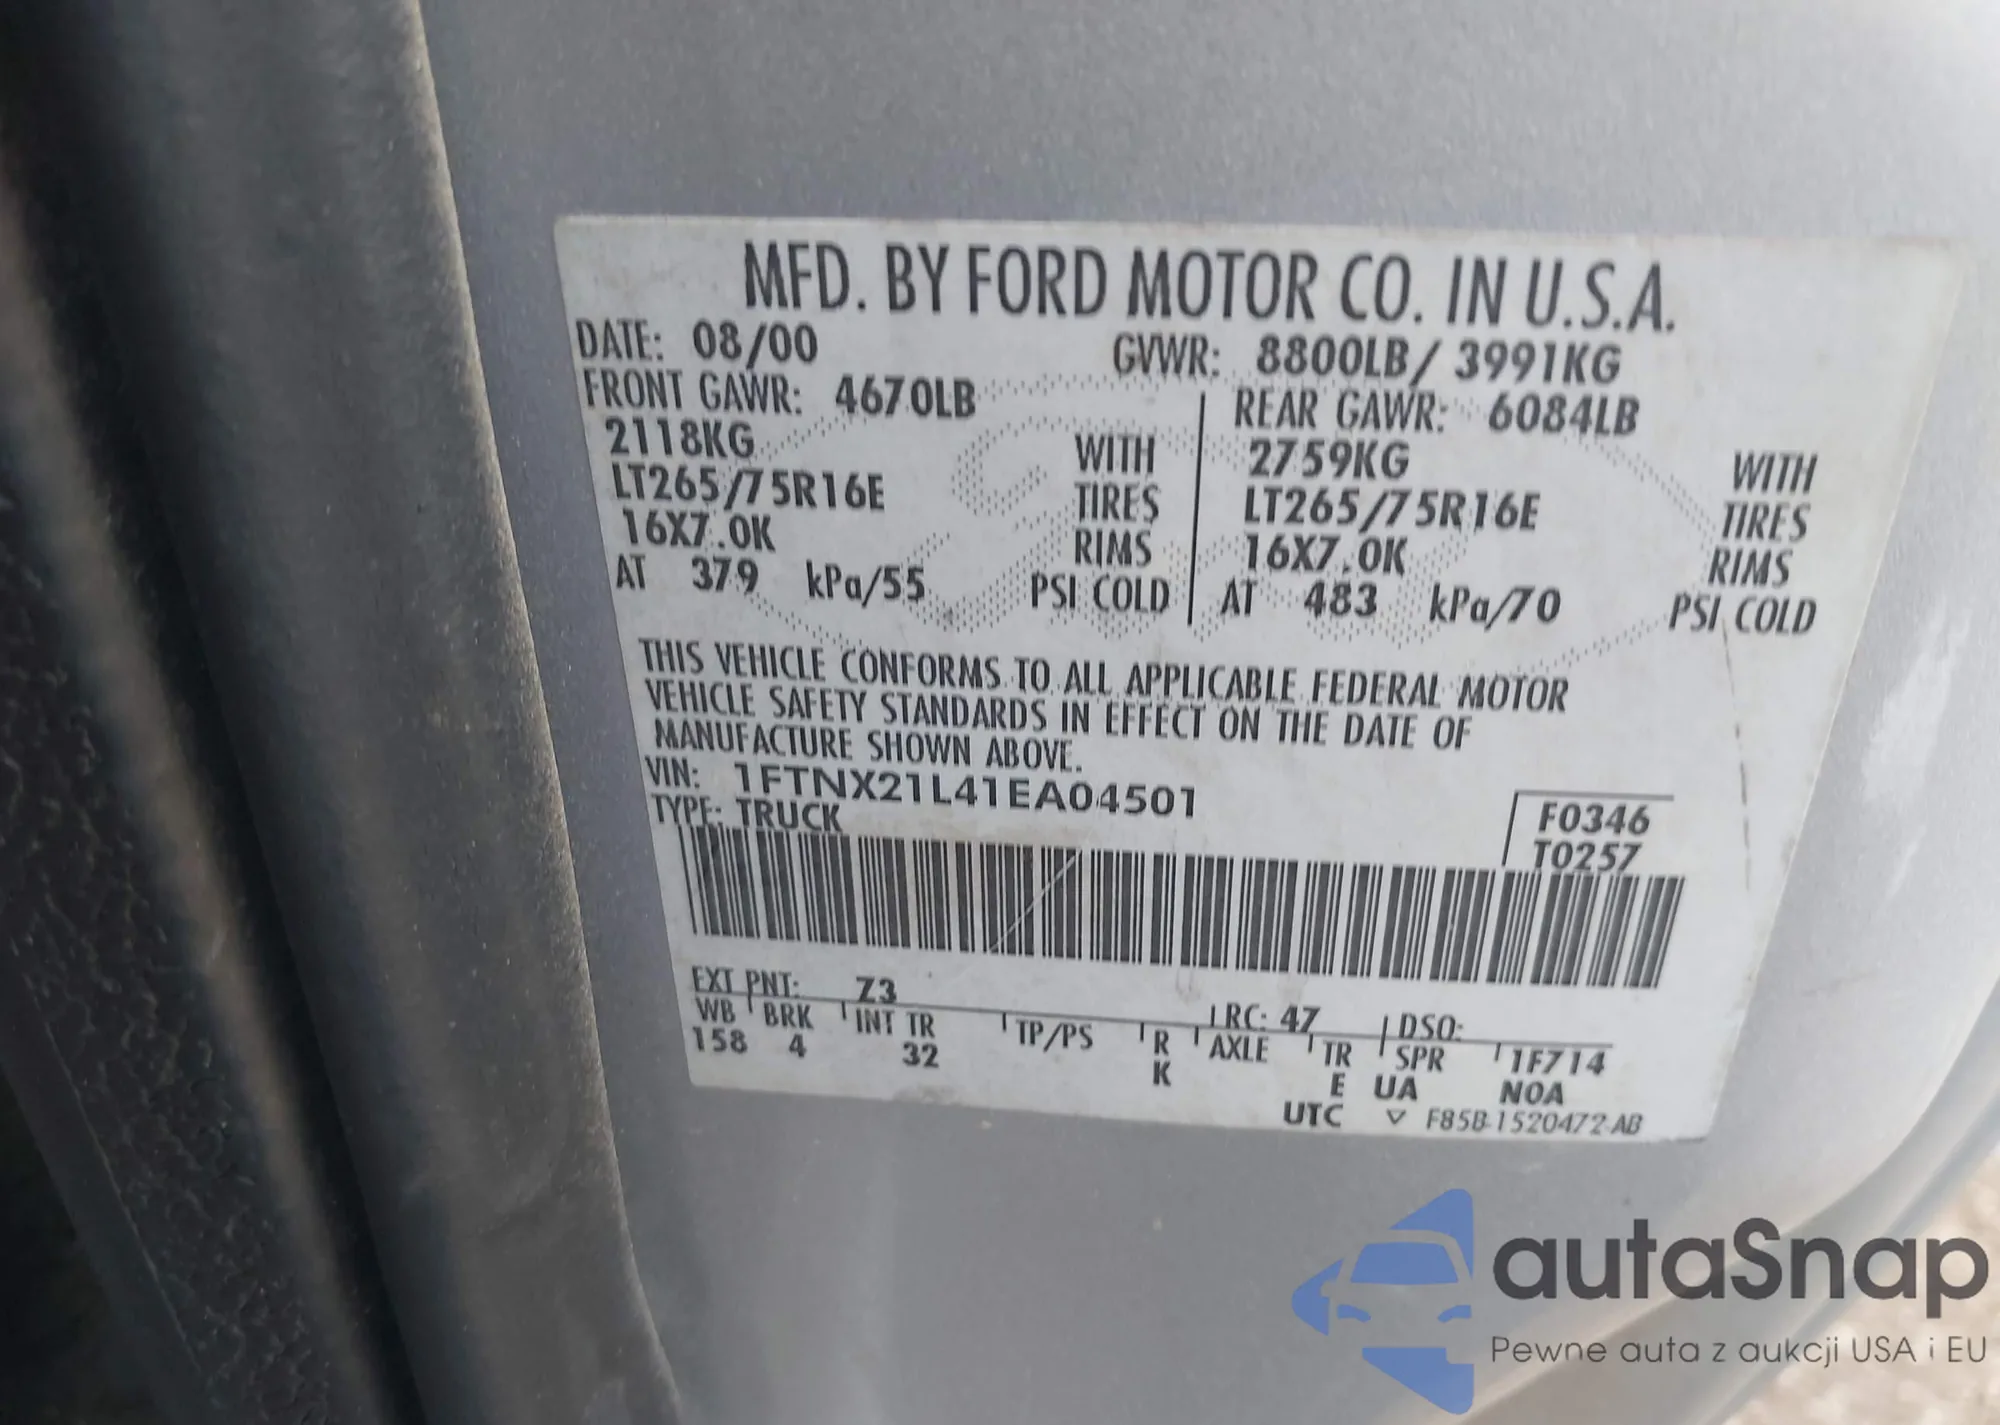 MFD. BY FORD MOTOR CO. IN U.S.A.
DATE: 08/00 GVWR: 8800LB/ 3991KG
FRONT GAWR: 4670LB REAR GAWR: 6084LB
2118KG WITH 2759KG WITH
LT265/75R16E TIRES LT265/75R16E TIRES
16X7.0K RIMS 16X7.0K RIMS
AT 379 kPa/55 PSI COLD AT 483 kPa/70 PSI COLD
THIS VEHICLE CONFORMS TO ALL APPLICABLE FEDERAL MOTOR
VEHICLE SAFETY STANDARDS IN EFFECT ON THE DATE OF
MANUFACTURE SHOWN ABOVE.
VIN: 1FTNX21L41EA04501
TYPE: TRUCK
F0346
T0257
EXT PNT: Z3 RC: 47 DSO:
WB BRK INT TR TP/PS R AXLE TR SPR 1F714
158 4 32 K E UA NOA
UTC ▽ F85B-1520472-AB
autaSnap
Pewne auta z aukcji USA i EU